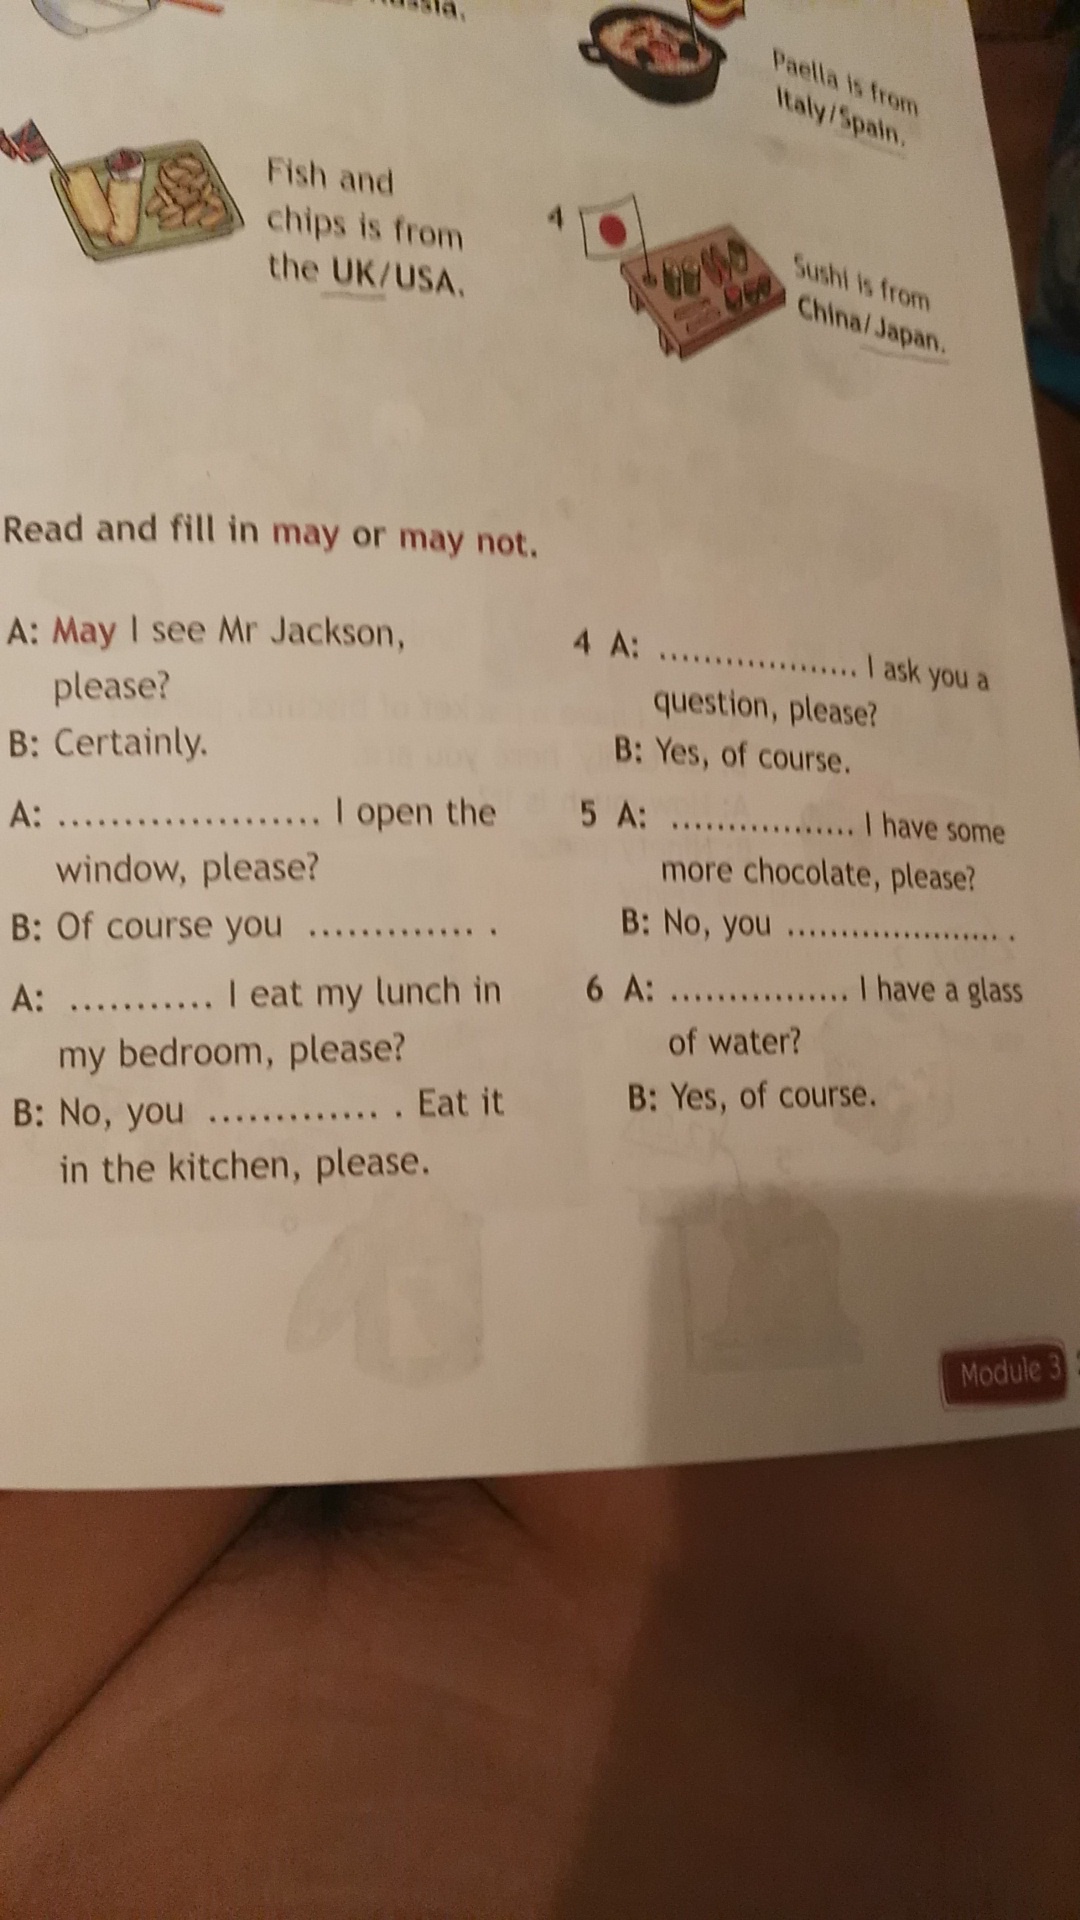 Paella is from
Italy/Spain.
Fish and
chips is from
the UK/USA.
4
Sushi is from
China/Japan.
Read and fill in may or may not.
A: May I see Mr Jackson,
please?
B: Certainly.
A: .................... I open the
window, please?
B: Of course you ............. .
A: ........... I eat my lunch in
my bedroom, please?
B: No, you ............. . Eat it
in the kitchen, please.
4 A: .................. I ask you a
question, please?
B: Yes, of course.
5 A: ................. I have some
more chocolate, please?
B: No, you .................... .
6 A: ................ I have a glass
of water?
B: Yes, of course.
Module 3